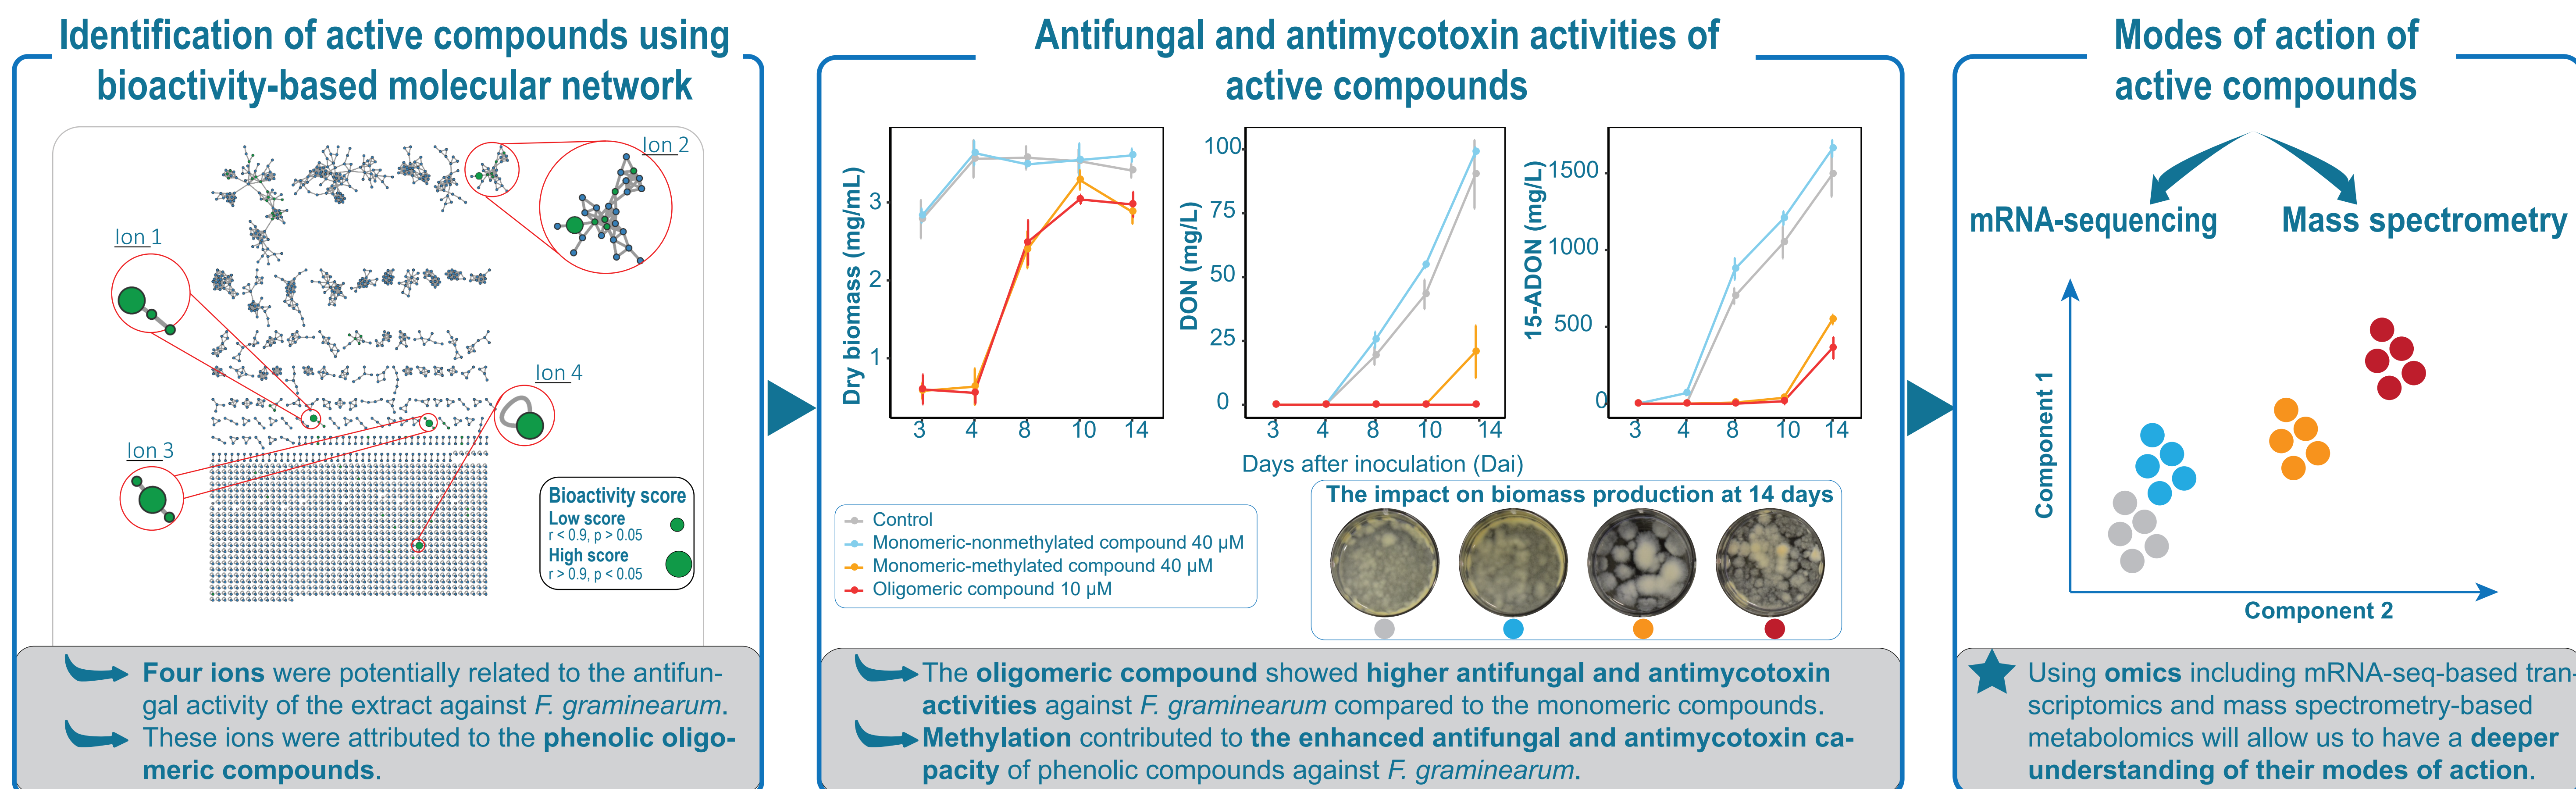 Identification of active compounds using
bioactivity-based molecular network
Ion 2
Ion 1
Ion 4
Ion 3
Bioactivity score
Low score
r < 0.9, p > 0.05
High score
r > 0.9, p < 0.05
Four ions were potentially related to the antifun-
gal activity of the extract against F. graminearum.
These ions were attributed to the phenolic oligo-
meric compounds.
Antifungal and antimycotoxin activities of
active compounds
Dry biomass (mg/mL)
3
2
1
3 4 8 10 14
DON (mg/L)
100
75
50
25
0
3 4 8 10 14
15-ADON (mg/L)
1500
1000
500
0
3 4 8 10 14
Days after inoculation (Dai)
Control
Monomeric-nonmethylated compound 40 µM
Monomeric-methylated compound 40 µM
Oligomeric compound 10 µM
The impact on biomass production at 14 days
The oligomeric compound showed higher antifungal and antimycotoxin
activities against F. graminearum compared to the monomeric compounds.
Methylation contributed to the enhanced antifungal and antimycotoxin ca-
pacity of phenolic compounds against F. graminearum.
Modes of action of
active compounds
mRNA-sequencing
Mass spectrometry
Component 1
Component 2
Using omics including mRNA-seq-based tran-
scriptomics and mass spectrometry-based
metabolomics will allow us to have a deeper
understanding of their modes of action.